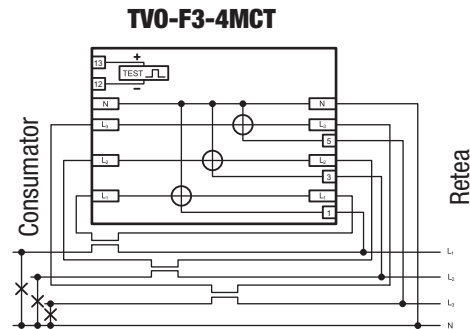 TVO-F3-4MCT
13
+
TEST
12
–
N
N
L₃
L₃
5
L₂
L₂
3
L₁
L₁
1
Consumator
Retea
L₁
L₂
L₃
N